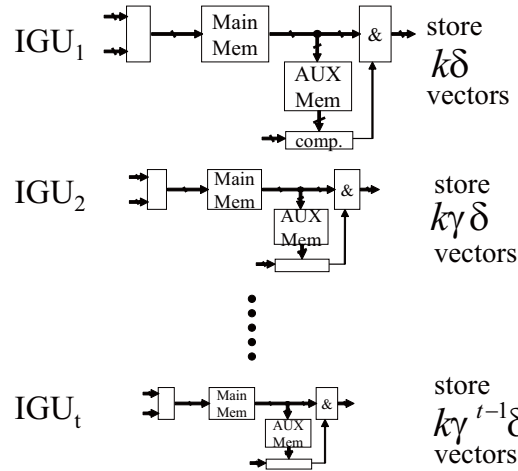 IGU1
Main
Mem
&
AUX
Mem
comp.
store
kδ
vectors
IGU2
Main
Mem
&
AUX
Mem
store
kγδ
vectors
IGUt
Main
Mem
&
AUX
Mem
store
kγ^t−1δ
vectors